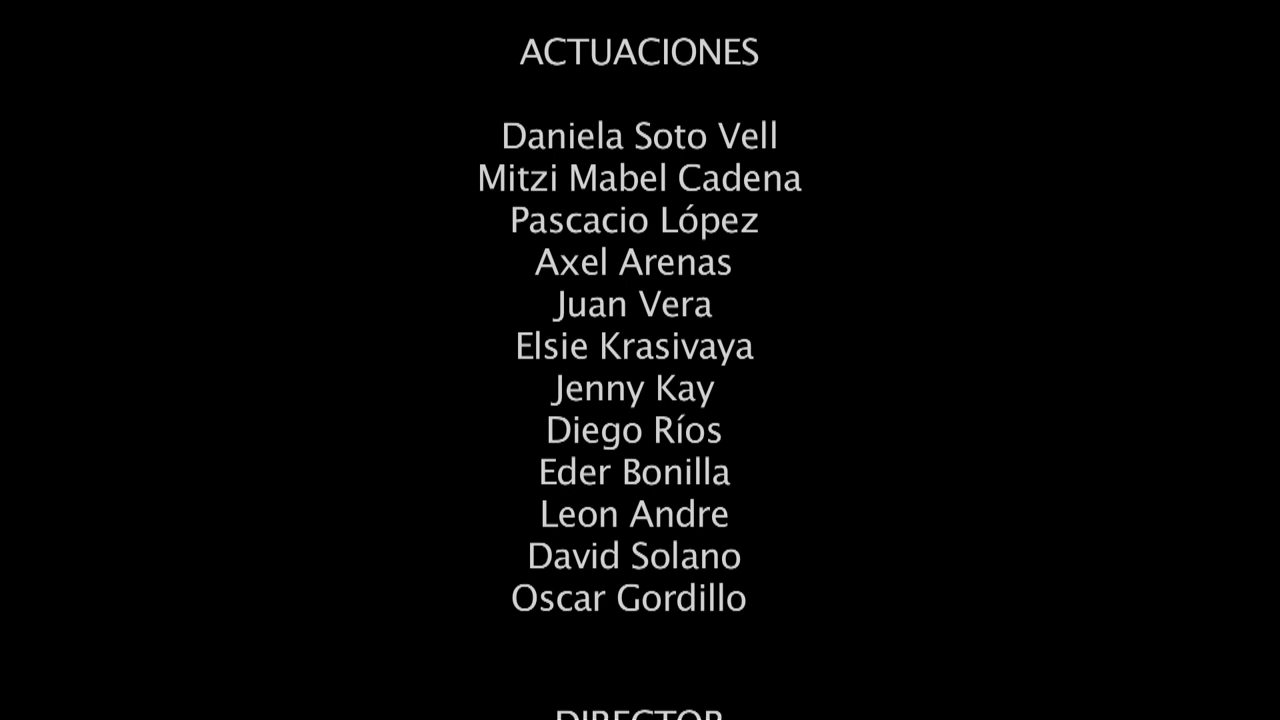 ACTUACIONES
Daniela Soto Vell
Mitzi Mabel Cadena
Pascacio López
Axel Arenas
Juan Vera
Elsie Krasivaya
Jenny Kay
Diego Ríos
Eder Bonilla
Leon Andre
David Solano
Oscar Gordillo
DIRECTOR